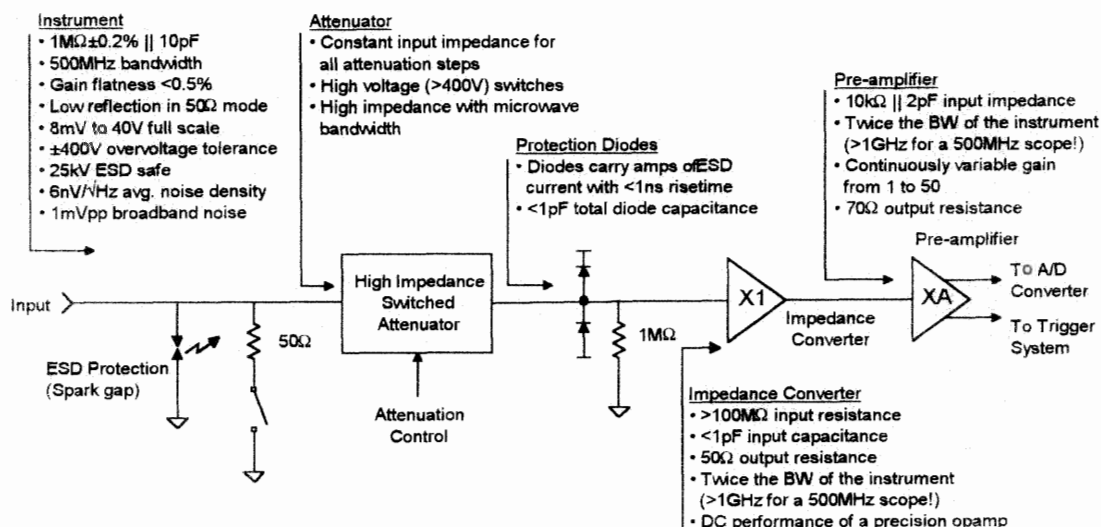 Instrument
• 1MΩ±0.2% || 10pF
• 500MHz bandwidth
• Gain flatness <0.5%
• Low reflection in 50Ω mode
• 8mV to 40V full scale
• ±400V overvoltage tolerance
• 25kV ESD safe
• 6nV/√Hz avg. noise density
• 1mVpp broadband noise
Attenuator
• Constant input impedance for
all attenuation steps
• High voltage (>400V) switches
• High impedance with microwave
bandwidth
Protection Diodes
• Diodes carry amps ofESD
current with <1ns risetime
• <1pF total diode capacitance
Pre-amplifier
• 10kΩ || 2pF input impedance
• Twice the BW of the instrument
(>1GHz for a 500MHz scope!)
• Continuously variable gain
from 1 to 50
• 70Ω output resistance
Pre-amplifier
Input
ESD Protection
(Spark gap)
50Ω
High Impedance
Switched
Attenuator
Attenuation
Control
1MΩ
X1
Impedance
Converter
XA
To A/D
Converter
To Trigger
System
Impedance Converter
• >100MΩ input resistance
• <1pF input capacitance
• 50Ω output resistance
• Twice the BW of the instrument
(>1GHz for a 500MHz scope!)
• DC performance of a precision opamp